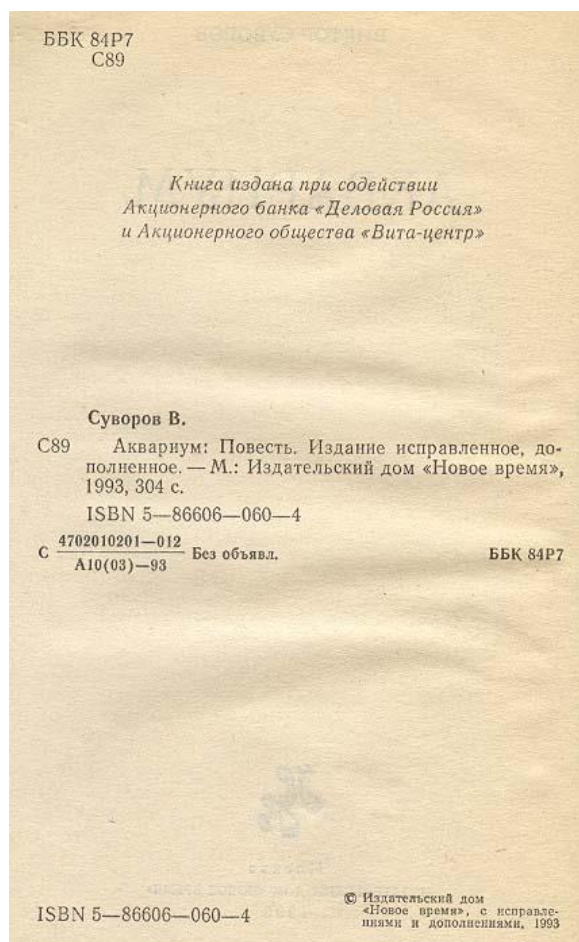 ББК 84Р7
С89
Книга издана при содействии
Акционерного банка «Деловая Россия»
и Акционерного общества «Вита-центр»
Суворов В.
С89 Аквариум: Повесть. Издание исправленное, до-
полненное. — М.: Издательский дом «Новое время»,
1993, 304 с.
ISBN 5—86606—060—4
С 4702010201—012 Без объявл. ББК 84Р7
А10(03)—93
ISBN 5—86606—060—4
© Издательский дом
«Новое время», с исправле-
ниями и дополнениями, 1993